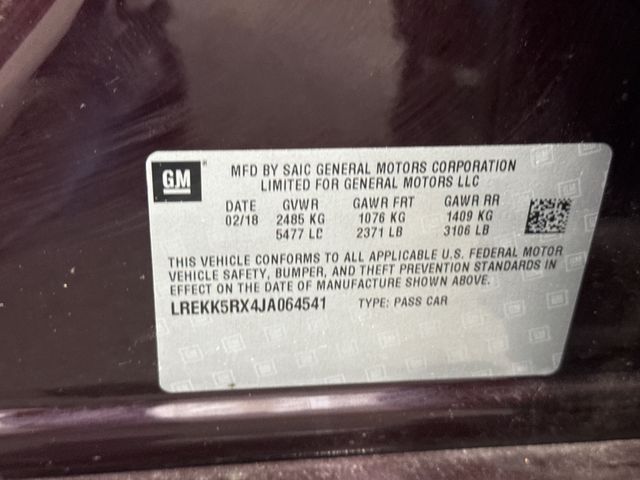 GM
MFD BY SAIC GENERAL MOTORS CORPORATION
LIMITED FOR GENERAL MOTORS LLC
DATE GVWR GAWR FRT GAWR RR
02/18 2485 KG 1076 KG 1409 KG
5477 LB 2371 LB 3106 LB
THIS VEHICLE CONFORMS TO ALL APPLICABLE U.S. FEDERAL MOTOR
VEHICLE SAFETY, BUMPER, AND THEFT PREVENTION STANDARDS IN
EFFECT ON THE DATE OF MANUFACTURE SHOWN ABOVE.
LREKK5RX4JA064541 TYPE: PASS CAR